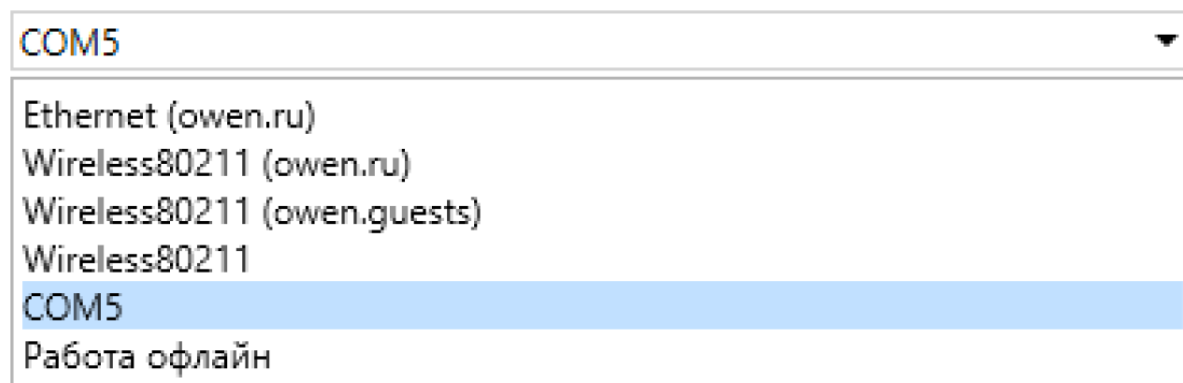 COM5
Ethernet (owen.ru)
Wireless80211 (owen.ru)
Wireless80211 (owen.guests)
Wireless80211
COM5
Работа офлайн